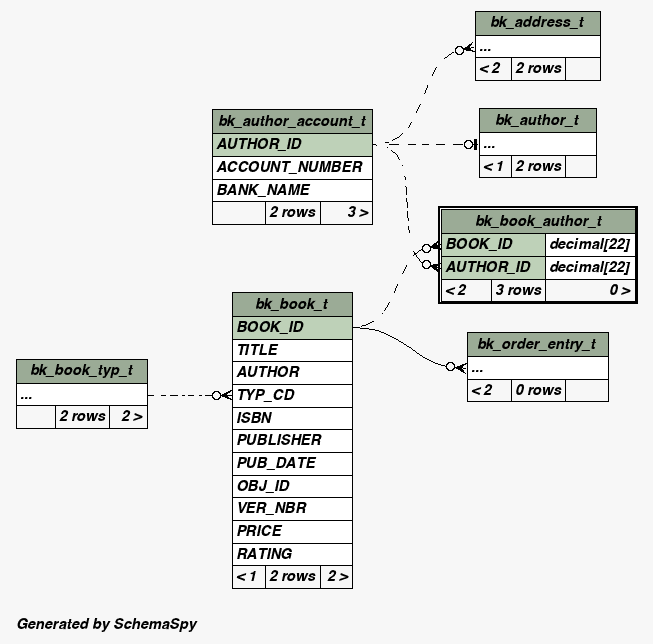 bk_address_t
...
< 2 2 rows
bk_author_account_t
AUTHOR_ID
ACCOUNT_NUMBER
BANK_NAME
2 rows 3 >
bk_author_t
...
< 1 2 rows
bk_book_author_t
BOOK_ID decimal[22]
AUTHOR_ID decimal[22]
< 2 3 rows 0 >
bk_book_t
BOOK_ID
TITLE
AUTHOR
TYP_CD
ISBN
PUBLISHER
PUB_DATE
OBJ_ID
VER_NBR
PRICE
RATING
< 1 2 rows 2 >
bk_order_entry_t
...
< 2 0 rows
bk_book_typ_t
...
2 rows 2 >
Generated by SchemaSpy